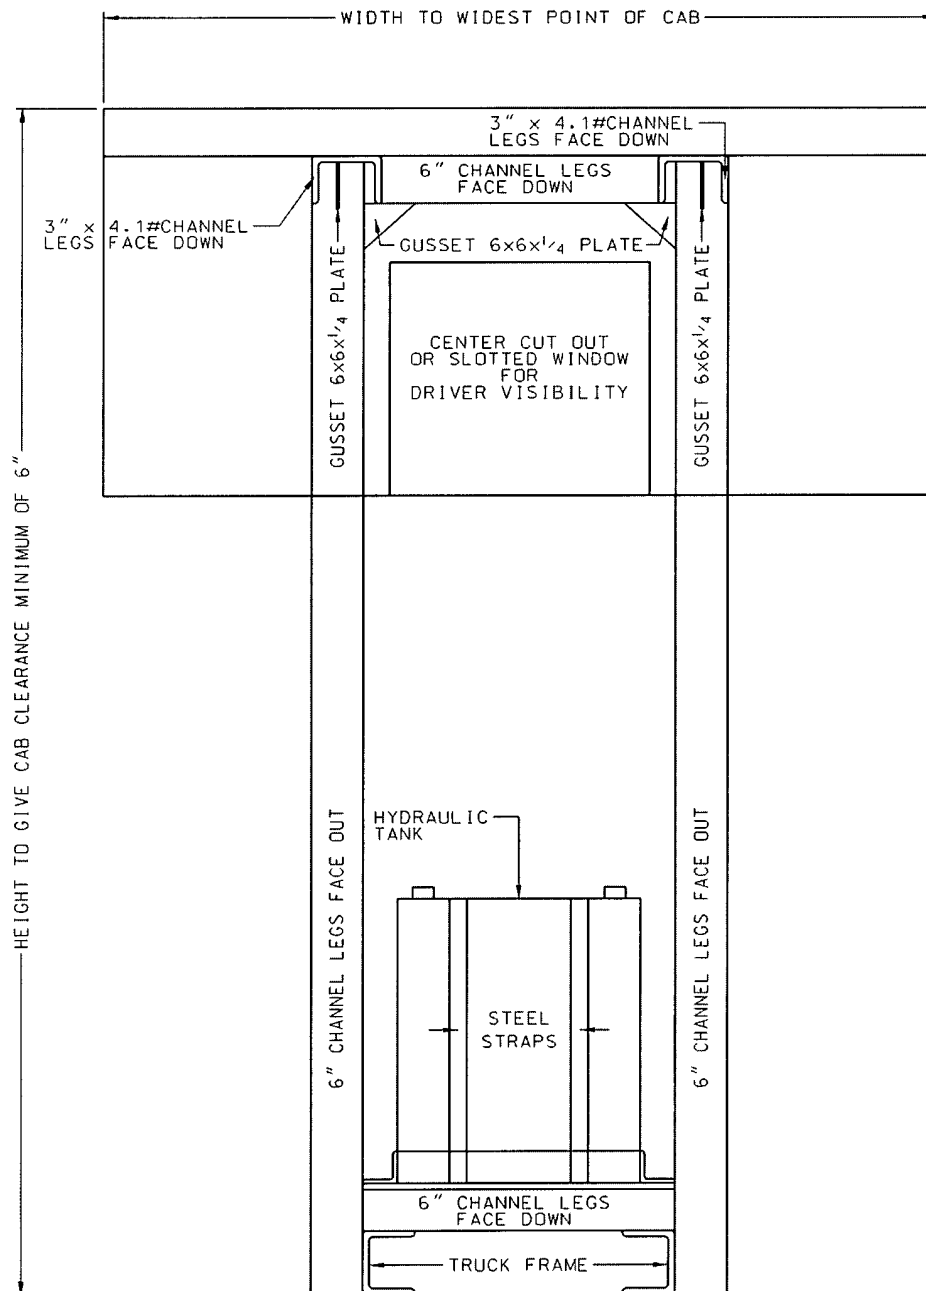 WIDTH TO WIDEST POINT OF CAB
3" x 4.1#CHANNEL
LEGS FACE DOWN
6" CHANNEL LEGS
FACE DOWN
3" x 4.1#CHANNEL
LEGS FACE DOWN
GUSSET 6x6x1/4 PLATE
GUSSET 6x6x1/4 PLATE
GUSSET 6x6x1/4 PLATE
CENTER CUT OUT
OR SLOTTED WINDOW
FOR
DRIVER VISIBILITY
HEIGHT TO GIVE CAB CLEARANCE MINIMUM OF 6"
HYDRAULIC
TANK
6" CHANNEL LEGS FACE OUT
6" CHANNEL LEGS FACE OUT
STEEL
STRAPS
6" CHANNEL LEGS
FACE DOWN
TRUCK FRAME